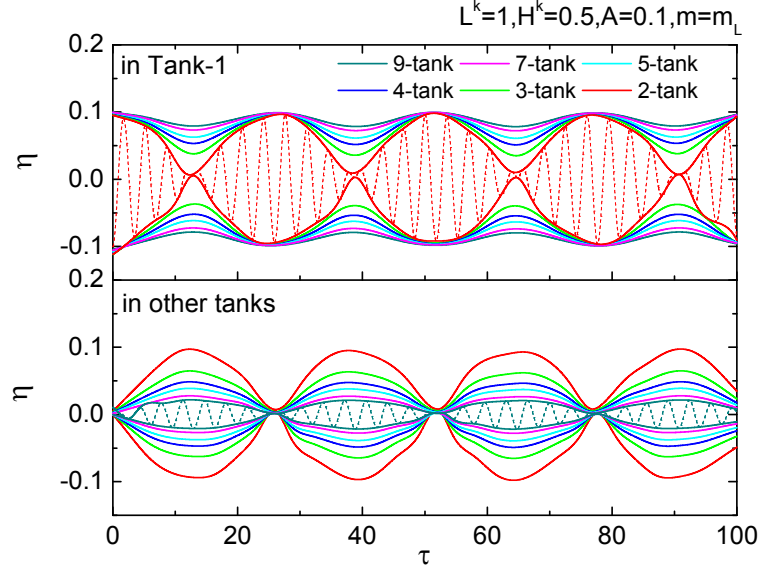 L^k=1,H^k=0.5,A=0.1,m=m_L
in Tank-1
9-tank 7-tank 5-tank
4-tank 3-tank 2-tank
0.2
0.1
0.0
-0.1
η
0.2
in other tanks
0.1
0.0
-0.1
η
0 20 40 60 80 100
τ